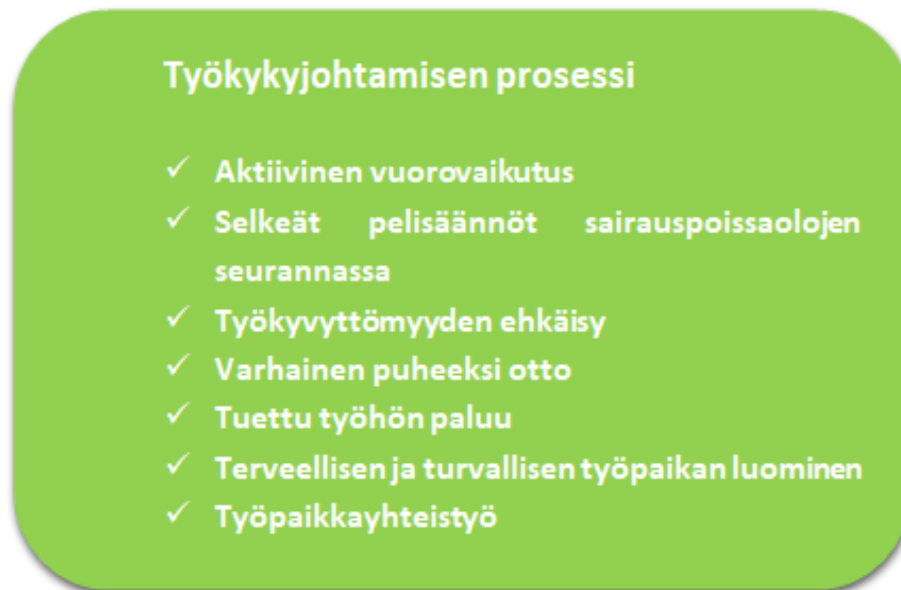 Työkykyjohtamisen prosessi
✓ Aktiivinen vuorovaikutus
✓ Selkeät pelisäännöt sairauspoissaolojen
seurannassa
✓ Työkyvyttömyyden ehkäisy
✓ Varhainen puheeksi otto
✓ Tuettu työhön paluu
✓ Terveellisen ja turvallisen työpaikan luominen
✓ Työpaikkayhteistyö